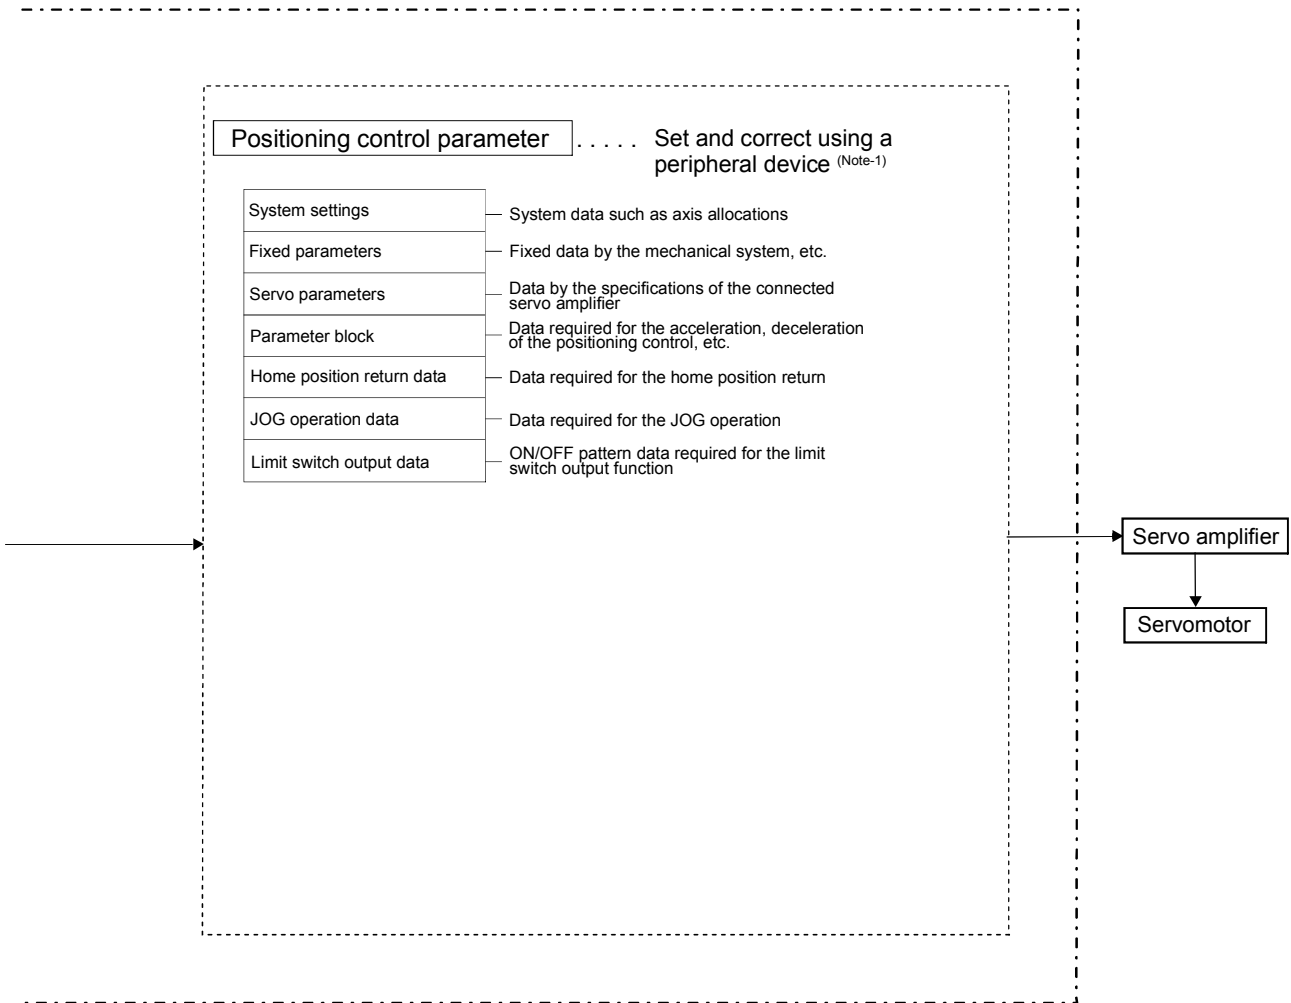 Positioning control parameter . . . . . Set and correct using a
peripheral device (Note-1)
System settings
System data such as axis allocations
Fixed parameters
Fixed data by the mechanical system, etc.
Servo parameters
Data by the specifications of the connected
servo amplifier
Parameter block
Data required for the acceleration, deceleration
of the positioning control, etc.
Home position return data
Data required for the home position return
JOG operation data
Data required for the JOG operation
Limit switch output data
ON/OFF pattern data required for the limit
switch output function
Servo amplifier
Servomotor